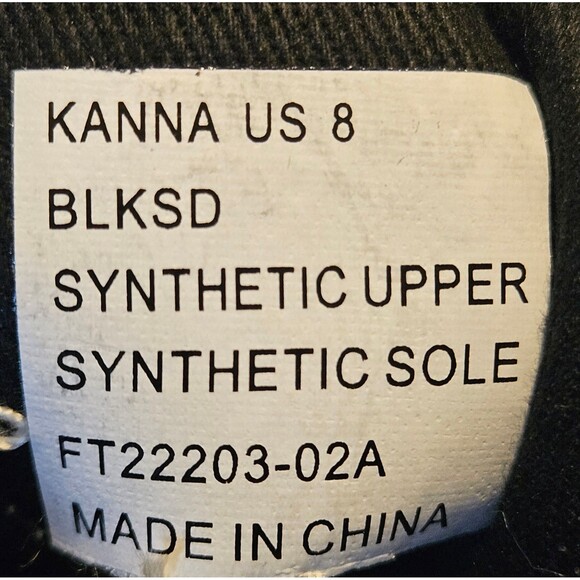 KANNA US 8
BLKSD
SYNTHETIC UPPER
SYNTHETIC SOLE
FT22203-02A
MADE IN CHINA